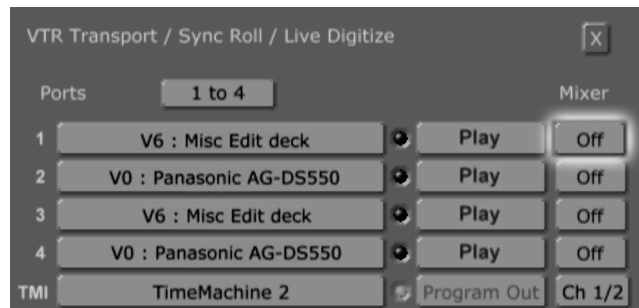 VTR Transport / Sync Roll / Live Digitize X
Ports 1 to 4 Mixer
1 V6 : Misc Edit deck Play Off
2 V0 : Panasonic AG-DS550 Play Off
3 V6 : Misc Edit deck Play Off
4 V0 : Panasonic AG-DS550 Play Off
TMI TimeMachine 2 Program Out Ch 1/2